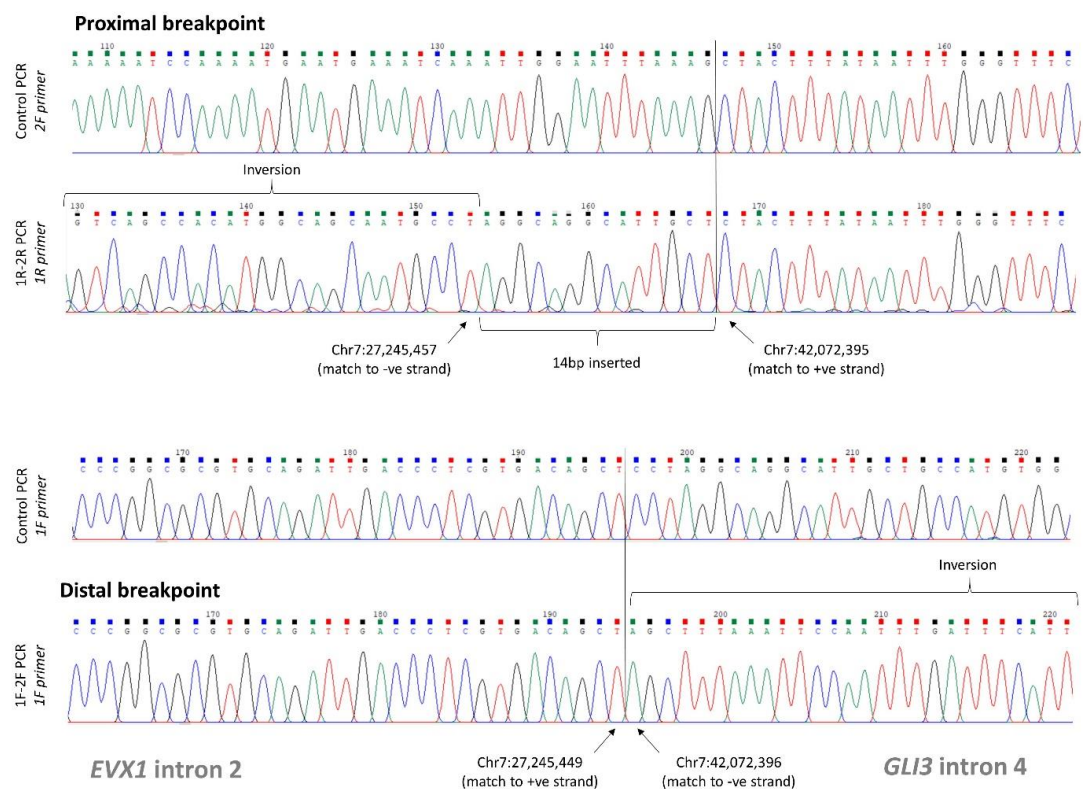 Proximal breakpoint
110 120 130 140 150 160
A A A A A T C C A A A A T G A A T G A A A T C A A A T T G G A A T T T A A A G C T A C T T T A T A A T T T G G G T T T C
Control PCR
2F primer
Inversion
130 140 150 160 170 180
G T C A G C C A C A T G G C A G C A A T G C C T A G G C A G G C A T T G C T C T A C T T T A T A A T T T G G G T T T C
1R-2R PCR
1R primer
Chr7:27,245,457
(match to -ve strand)
14bp inserted
Chr7:42,072,395
(match to +ve strand)
170 180 190 200 210 220
C C C G G C G C G T G C A G A T T G A C C C T C G T G A C A G C T C C T A G G C A G G C A T T G C T G C C A T G T G G
Control PCR
1F primer
Distal breakpoint
Inversion
170 180 190 200 210 220
C C C G G C G C G T G C A G A T T G A C C C T C G T G A C A G C T A G C T T T A A A T T C C A A T T T G A T T T C A T T
1F-2F PCR
1F primer
Chr7:27,245,449
(match to +ve strand)
Chr7:42,072,396
(match to -ve strand)
EVX1 intron 2
GLI3 intron 4